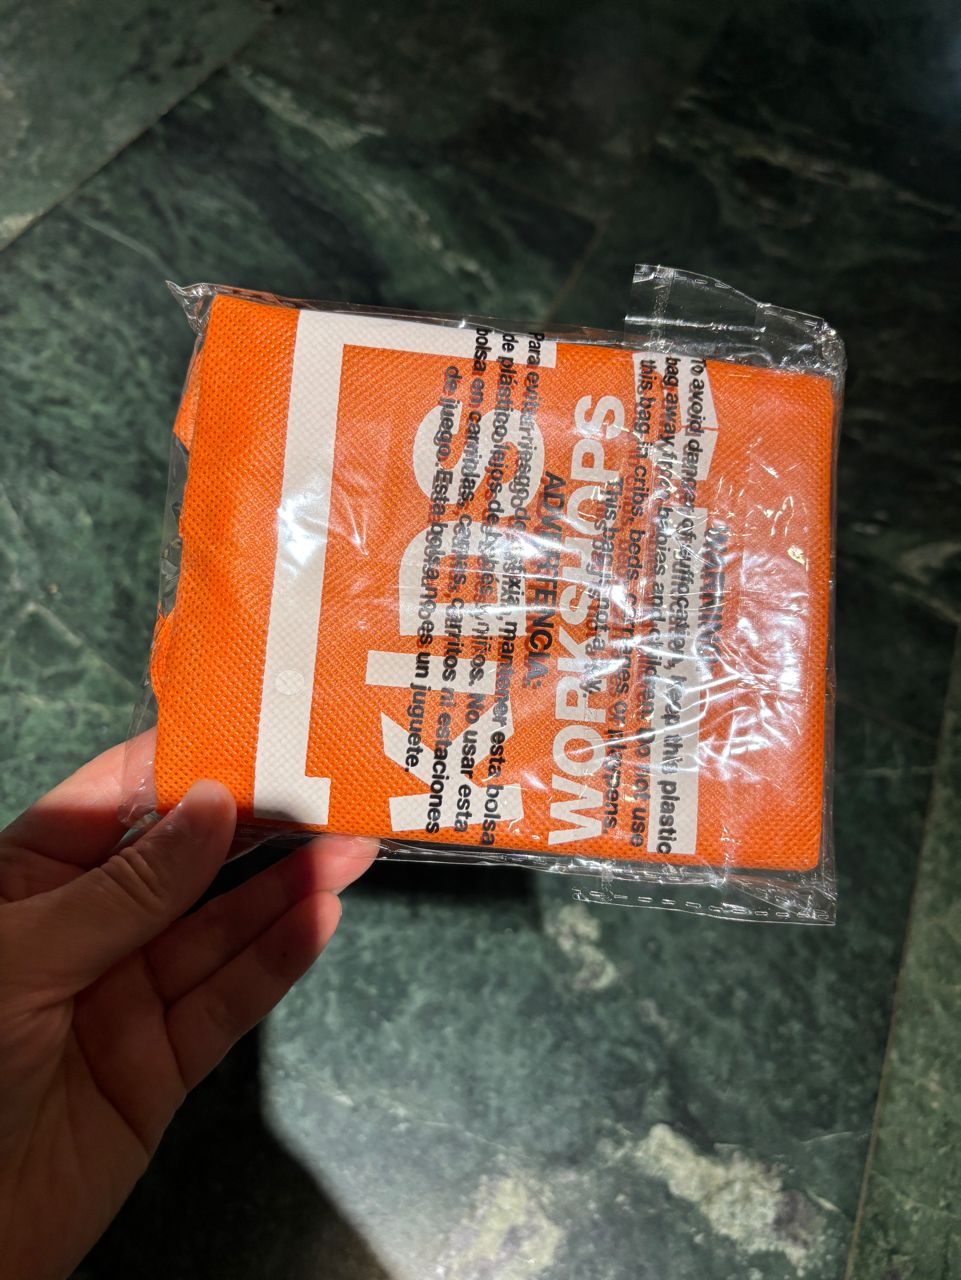 KIDS
WORKSHOPS
WARNING:
To avoid danger of suffocation, keep this plastic
bag away from babies and children. Do not use
this bag in cribs, beds, carriages or playpens.
This bag is not a toy.
ADVERTENCIA:
Para evitar riesgo de asfixia, mantener esta bolsa
de plástico lejos de bebés y niños. No usar esta
bolsa en camitas, camas, carritos ni estaciones
de juego. Esta bolsa no es un juguete.